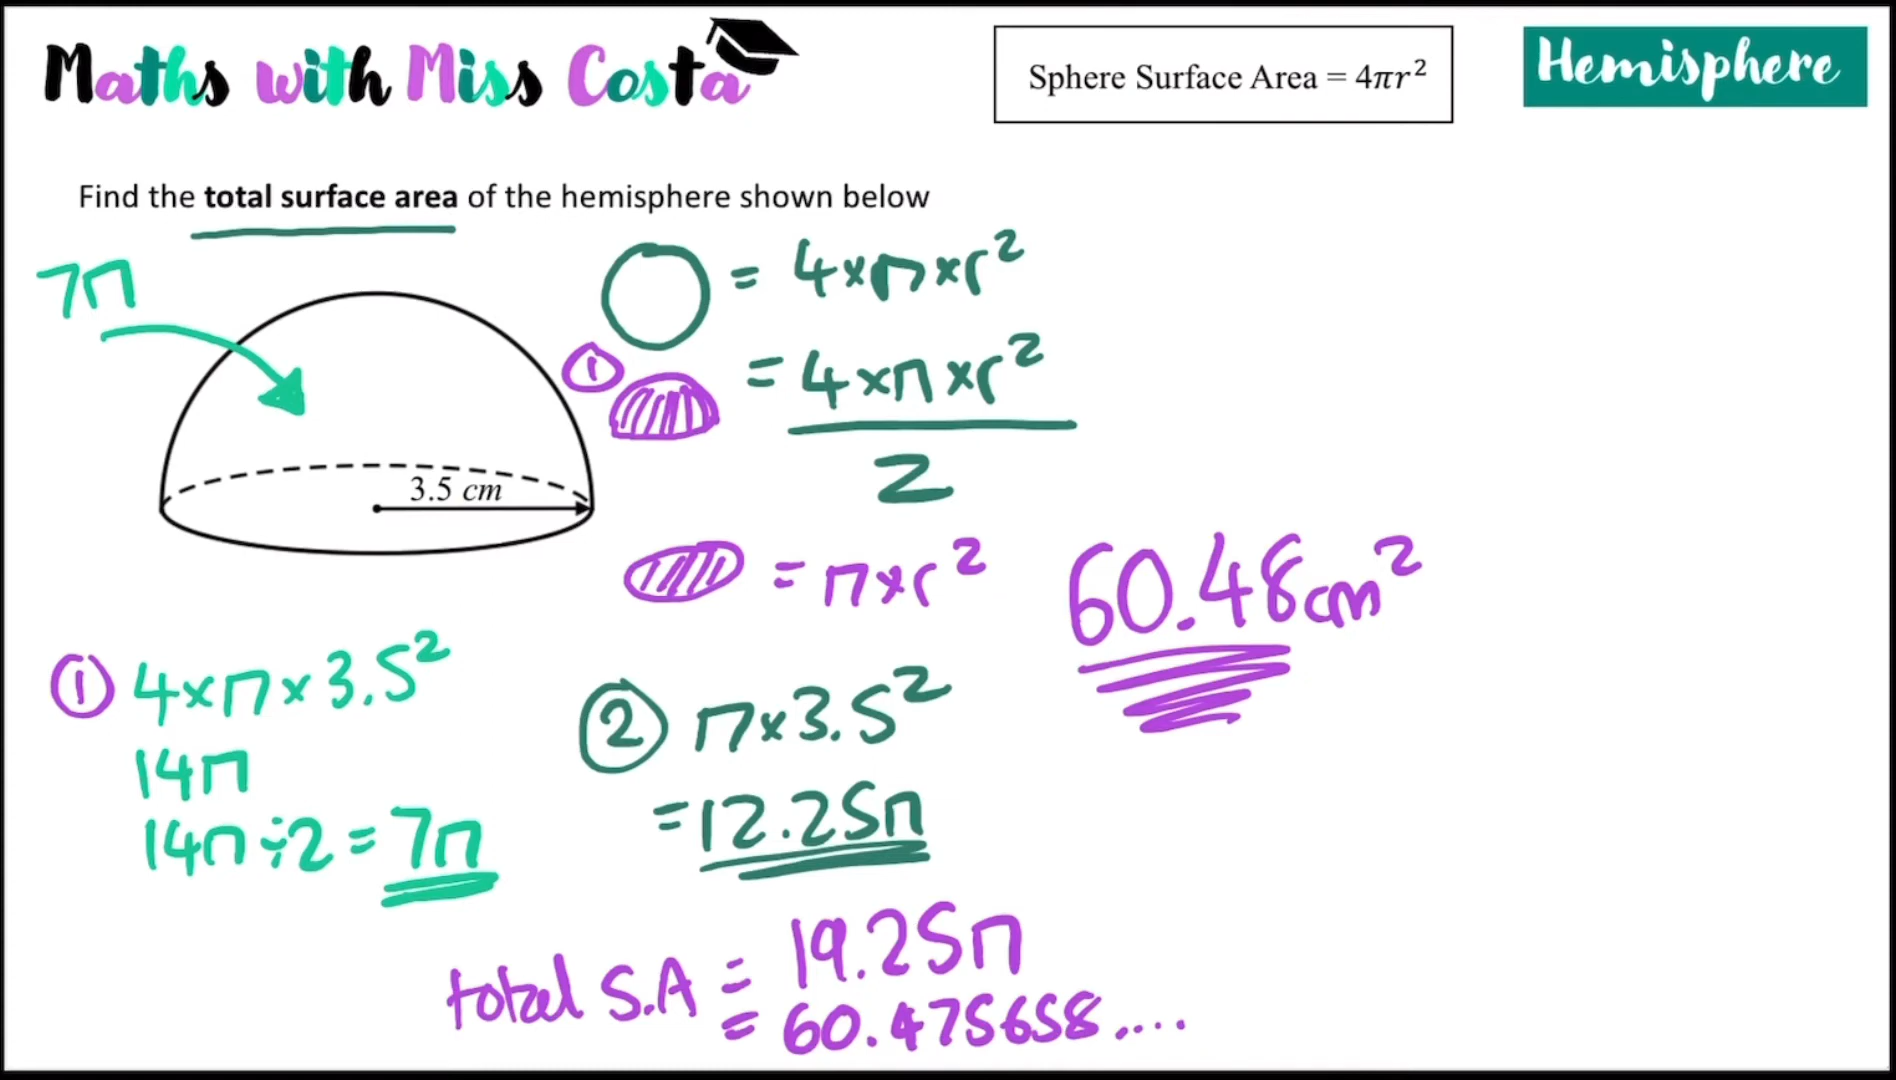 Maths with Miss Costa
Sphere Surface Area = 4πr²
Hemisphere
Find the total surface area of the hemisphere shown below
7π
= 4×π×r²
①
= 4×π×r²
2
3.5 cm
= π×r²
60.48cm²
① 4×π×3.5²
14π
14π÷2 = 7π
② π×3.5²
=12.25π
total S.A = 19.25π
= 60.475658....